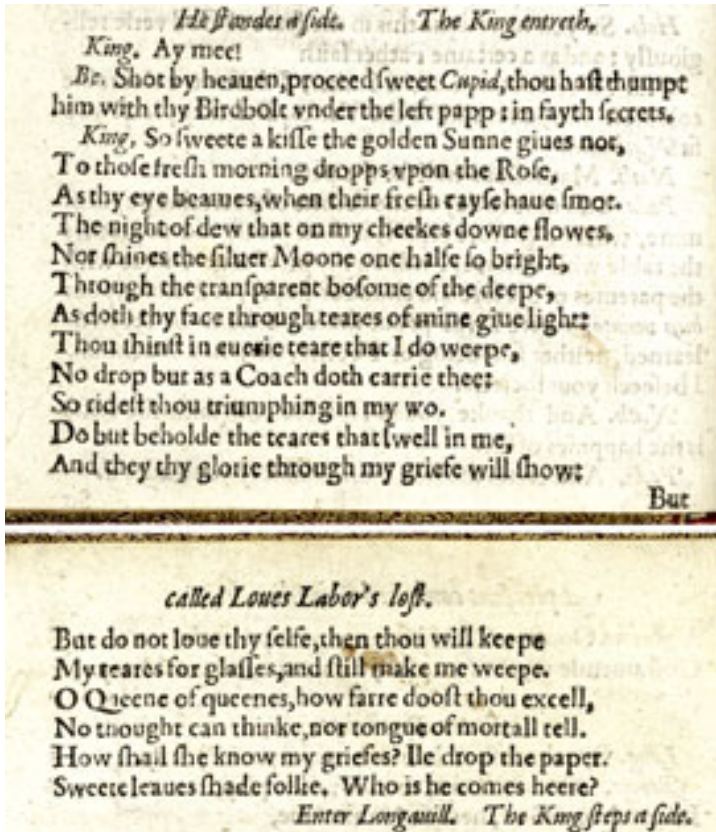 He standes a side. The King entreth.
King. Ay mee!
Be. Shot by heauen, proceed sweet Cupid, thou hast thumpt
him with thy Birdbolt vnder the left papp: in fayth secrets.
King, So sweete a kisse the golden Sunne giues not,
To those fresh morning dropps vpon the Rose,
As thy eye beames, when their fresh rayse haue smot.
The night of dew that on my cheekes downe flowes,
Nor shines the siluer Moone one halfe so bright,
Through the transparent bosome of the deepe,
As doth thy face through teares of mine giue light:
Thou shinst in euerie teare that I do weepe,
No drop but as a Coach doth carrie thee:
So ridest thou triumphing in my wo.
Do but beholde the teares that swell in me,
And they thy glorie through my griefe will show:
But
called Loues Labor's lost.
But do not loue thy selfe, then thou will keepe
My teares for glasses, and still make me weepe.
O Queene of queenes, how farre doost thou excell,
No thought can thinke, nor tongue of mortall tell.
How shall she know my griefes? Ile drop the paper.
Sweete leaues shade follie. Who is he comes heere?
Enter Longauill. The King steps a side.